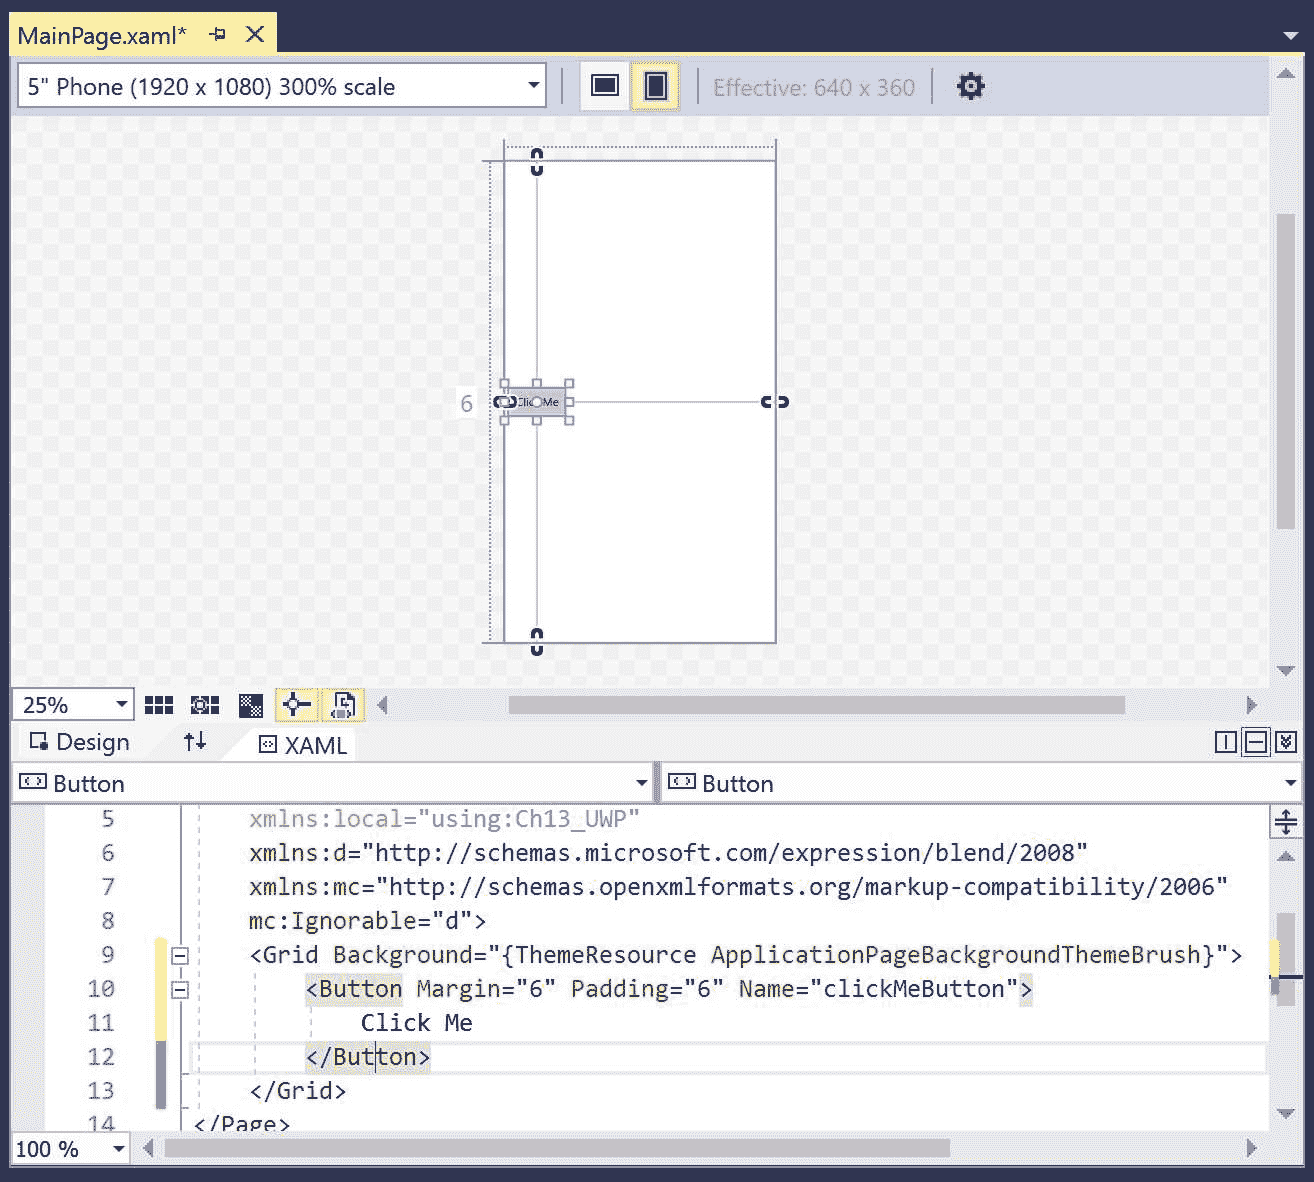 MainPage.xaml*
5" Phone (1920 x 1080) 300% scale
Effective: 640 x 360
6
Click Me
25%
Design
XAML
Button
Button
5 xmlns:local="using:Ch13_UWP"
6 xmlns:d="http://schemas.microsoft.com/expression/blend/2008"
7 xmlns:mc="http://schemas.openxmlformats.org/markup-compatibility/2006"
8 mc:Ignorable="d">
9 <Grid Background="{ThemeResource ApplicationPageBackgroundThemeBrush}">
10 <Button Margin="6" Padding="6" Name="clickMeButton">
11 Click Me
12 </Button>
13 </Grid>
14 </Page>
100 %